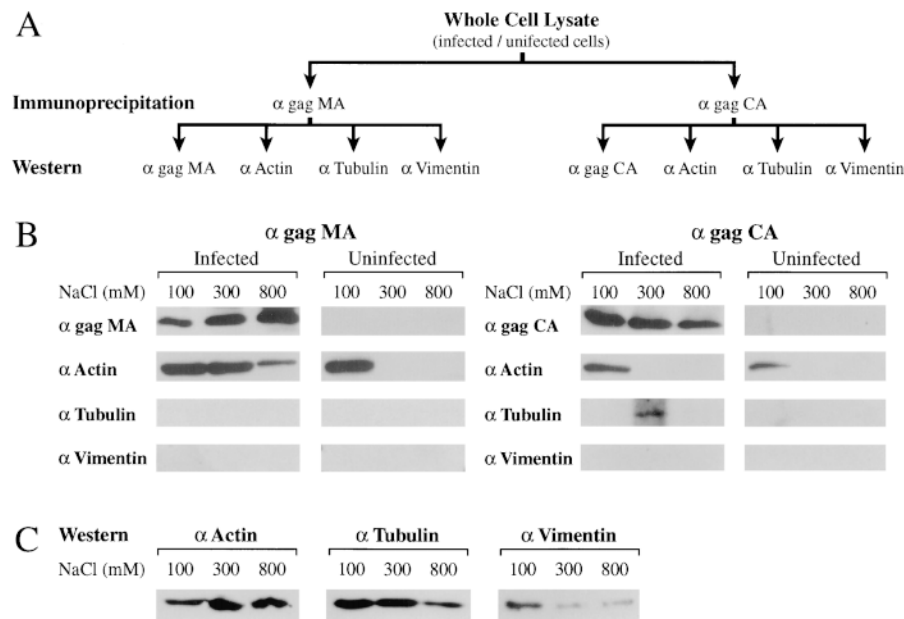 A
Whole Cell Lysate
(infected / unifected cells)
Immunoprecipitation α gag MA α gag CA
Western α gag MA α Actin α Tubulin α Vimentin α gag CA α Actin α Tubulin α Vimentin
B
α gag MA α gag CA
Infected Uninfected Infected Uninfected
NaCl (mM) 100 300 800 100 300 800 NaCl (mM) 100 300 800 100 300 800
α gag MA α gag CA
α Actin α Actin
α Tubulin α Tubulin
α Vimentin α Vimentin
C
Western α Actin α Tubulin α Vimentin
NaCl (mM) 100 300 800 100 300 800 100 300 800